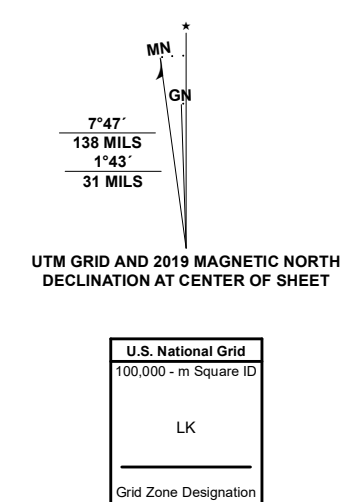 ★
MN
GN
7°47´
138 MILS
1°43´
31 MILS
UTM GRID AND 2019 MAGNETIC NORTH
DECLINATION AT CENTER OF SHEET
U.S. National Grid
100,000 - m Square ID
LK
Grid Zone Designation